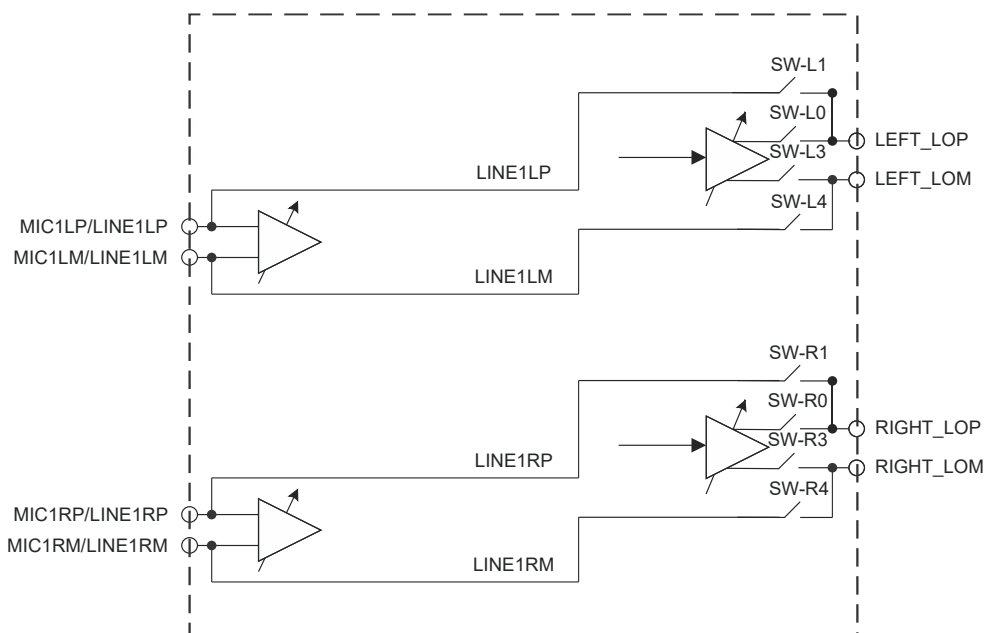 SW-L1
SW-L0
LEFT_LOP
SW-L3
LINE1LP
LEFT_LOM
SW-L4
MIC1LP/LINE1LP
MIC1LM/LINE1LM
LINE1LM
SW-R1
SW-R0
RIGHT_LOP
SW-R3
LINE1RP
RIGHT_LOM
SW-R4
MIC1RP/LINE1RP
MIC1RM/LINE1RM
LINE1RM